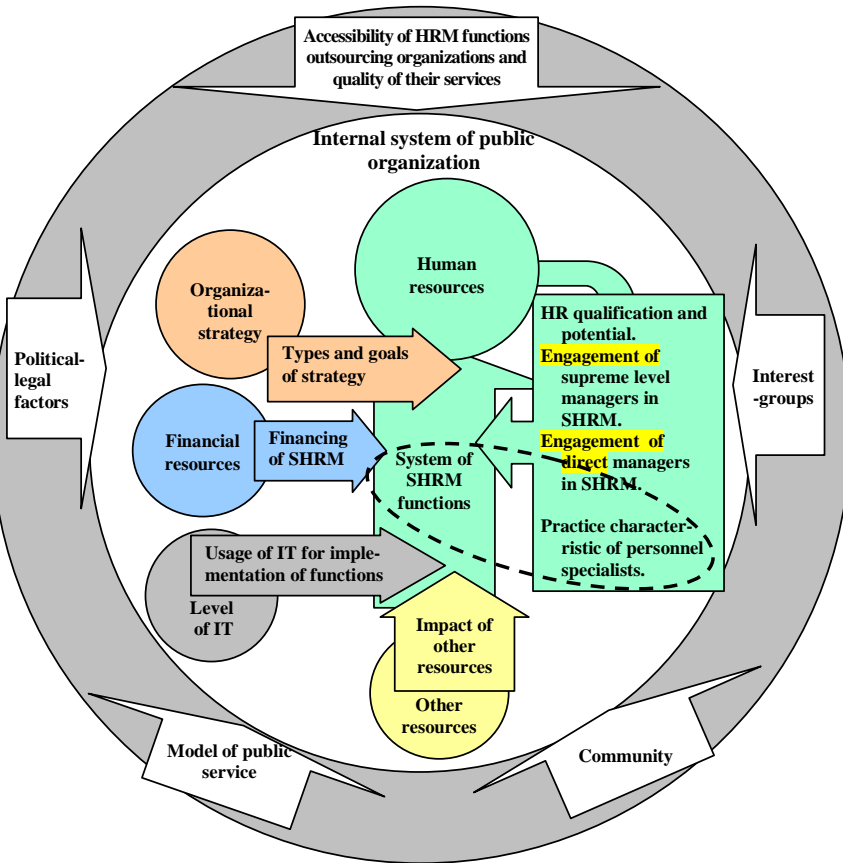 Accessibility of HRM functions
outsourcing organizations and
quality of their services
Internal system of public
organization
Human
resources
Organiza-
tional
strategy
Types and goals
of strategy
HR qualification and
potential.
Engagement of
supreme level
managers in
SHRM.
Engagement of
direct managers
in SHRM.
Practice character-
ristic of personnel
specialists.
Political-
legal
factors
Interest
-groups
Financial
resources
Financing
of SHRM
System of
SHRM
functions
Usage of IT for imple-
mentation of functions
Level
of IT
Impact of
other
resources
Other
resources
Model of public
service
Community